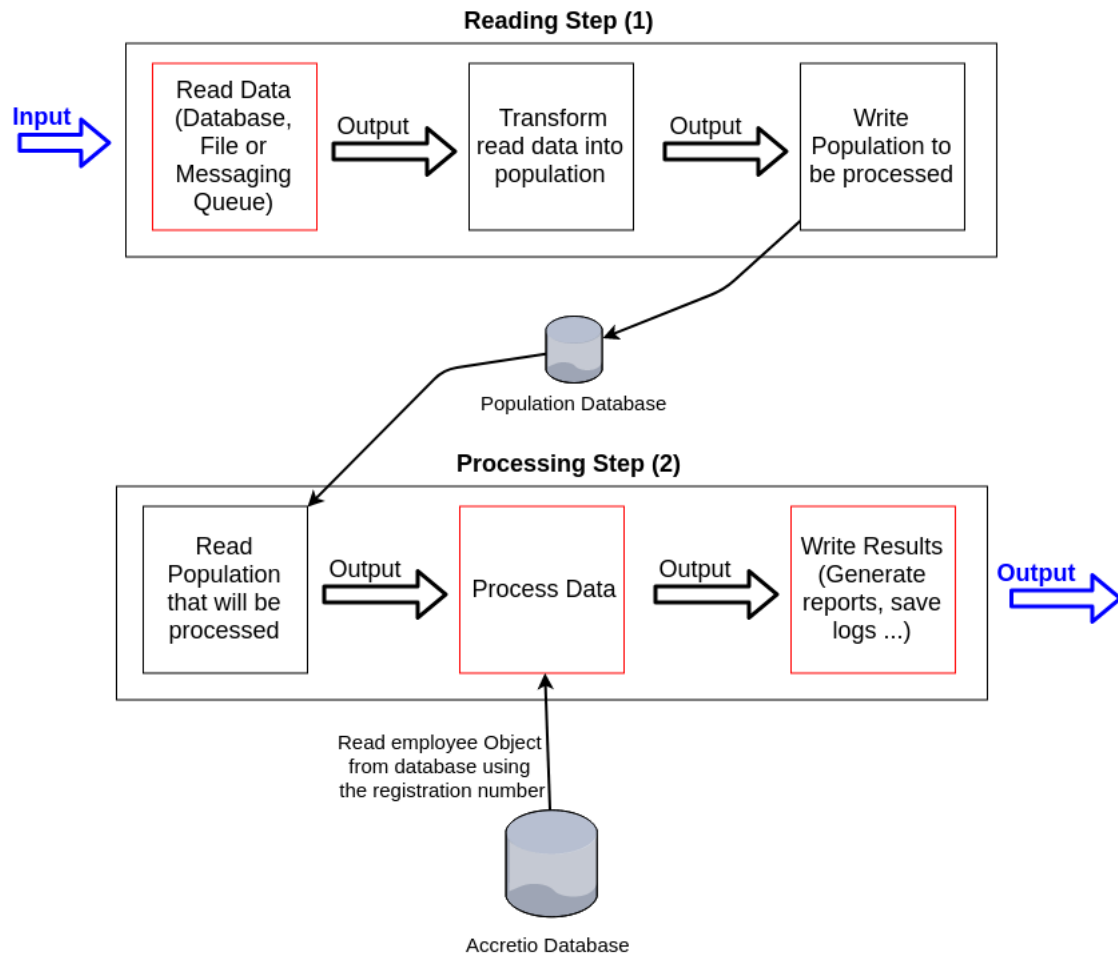 Reading Step (1)
Input
Read Data
(Database,
File or
Messaging
Queue)
Output
Transform
read data into
population
Output
Write
Population to
be processed
Population Database
Processing Step (2)
Read
Population
that will be
processed
Output
Process Data
Output
Write Results
(Generate
reports, save
logs ...)
Output
Read employee Object
from database using
the registration number
Accretio Database